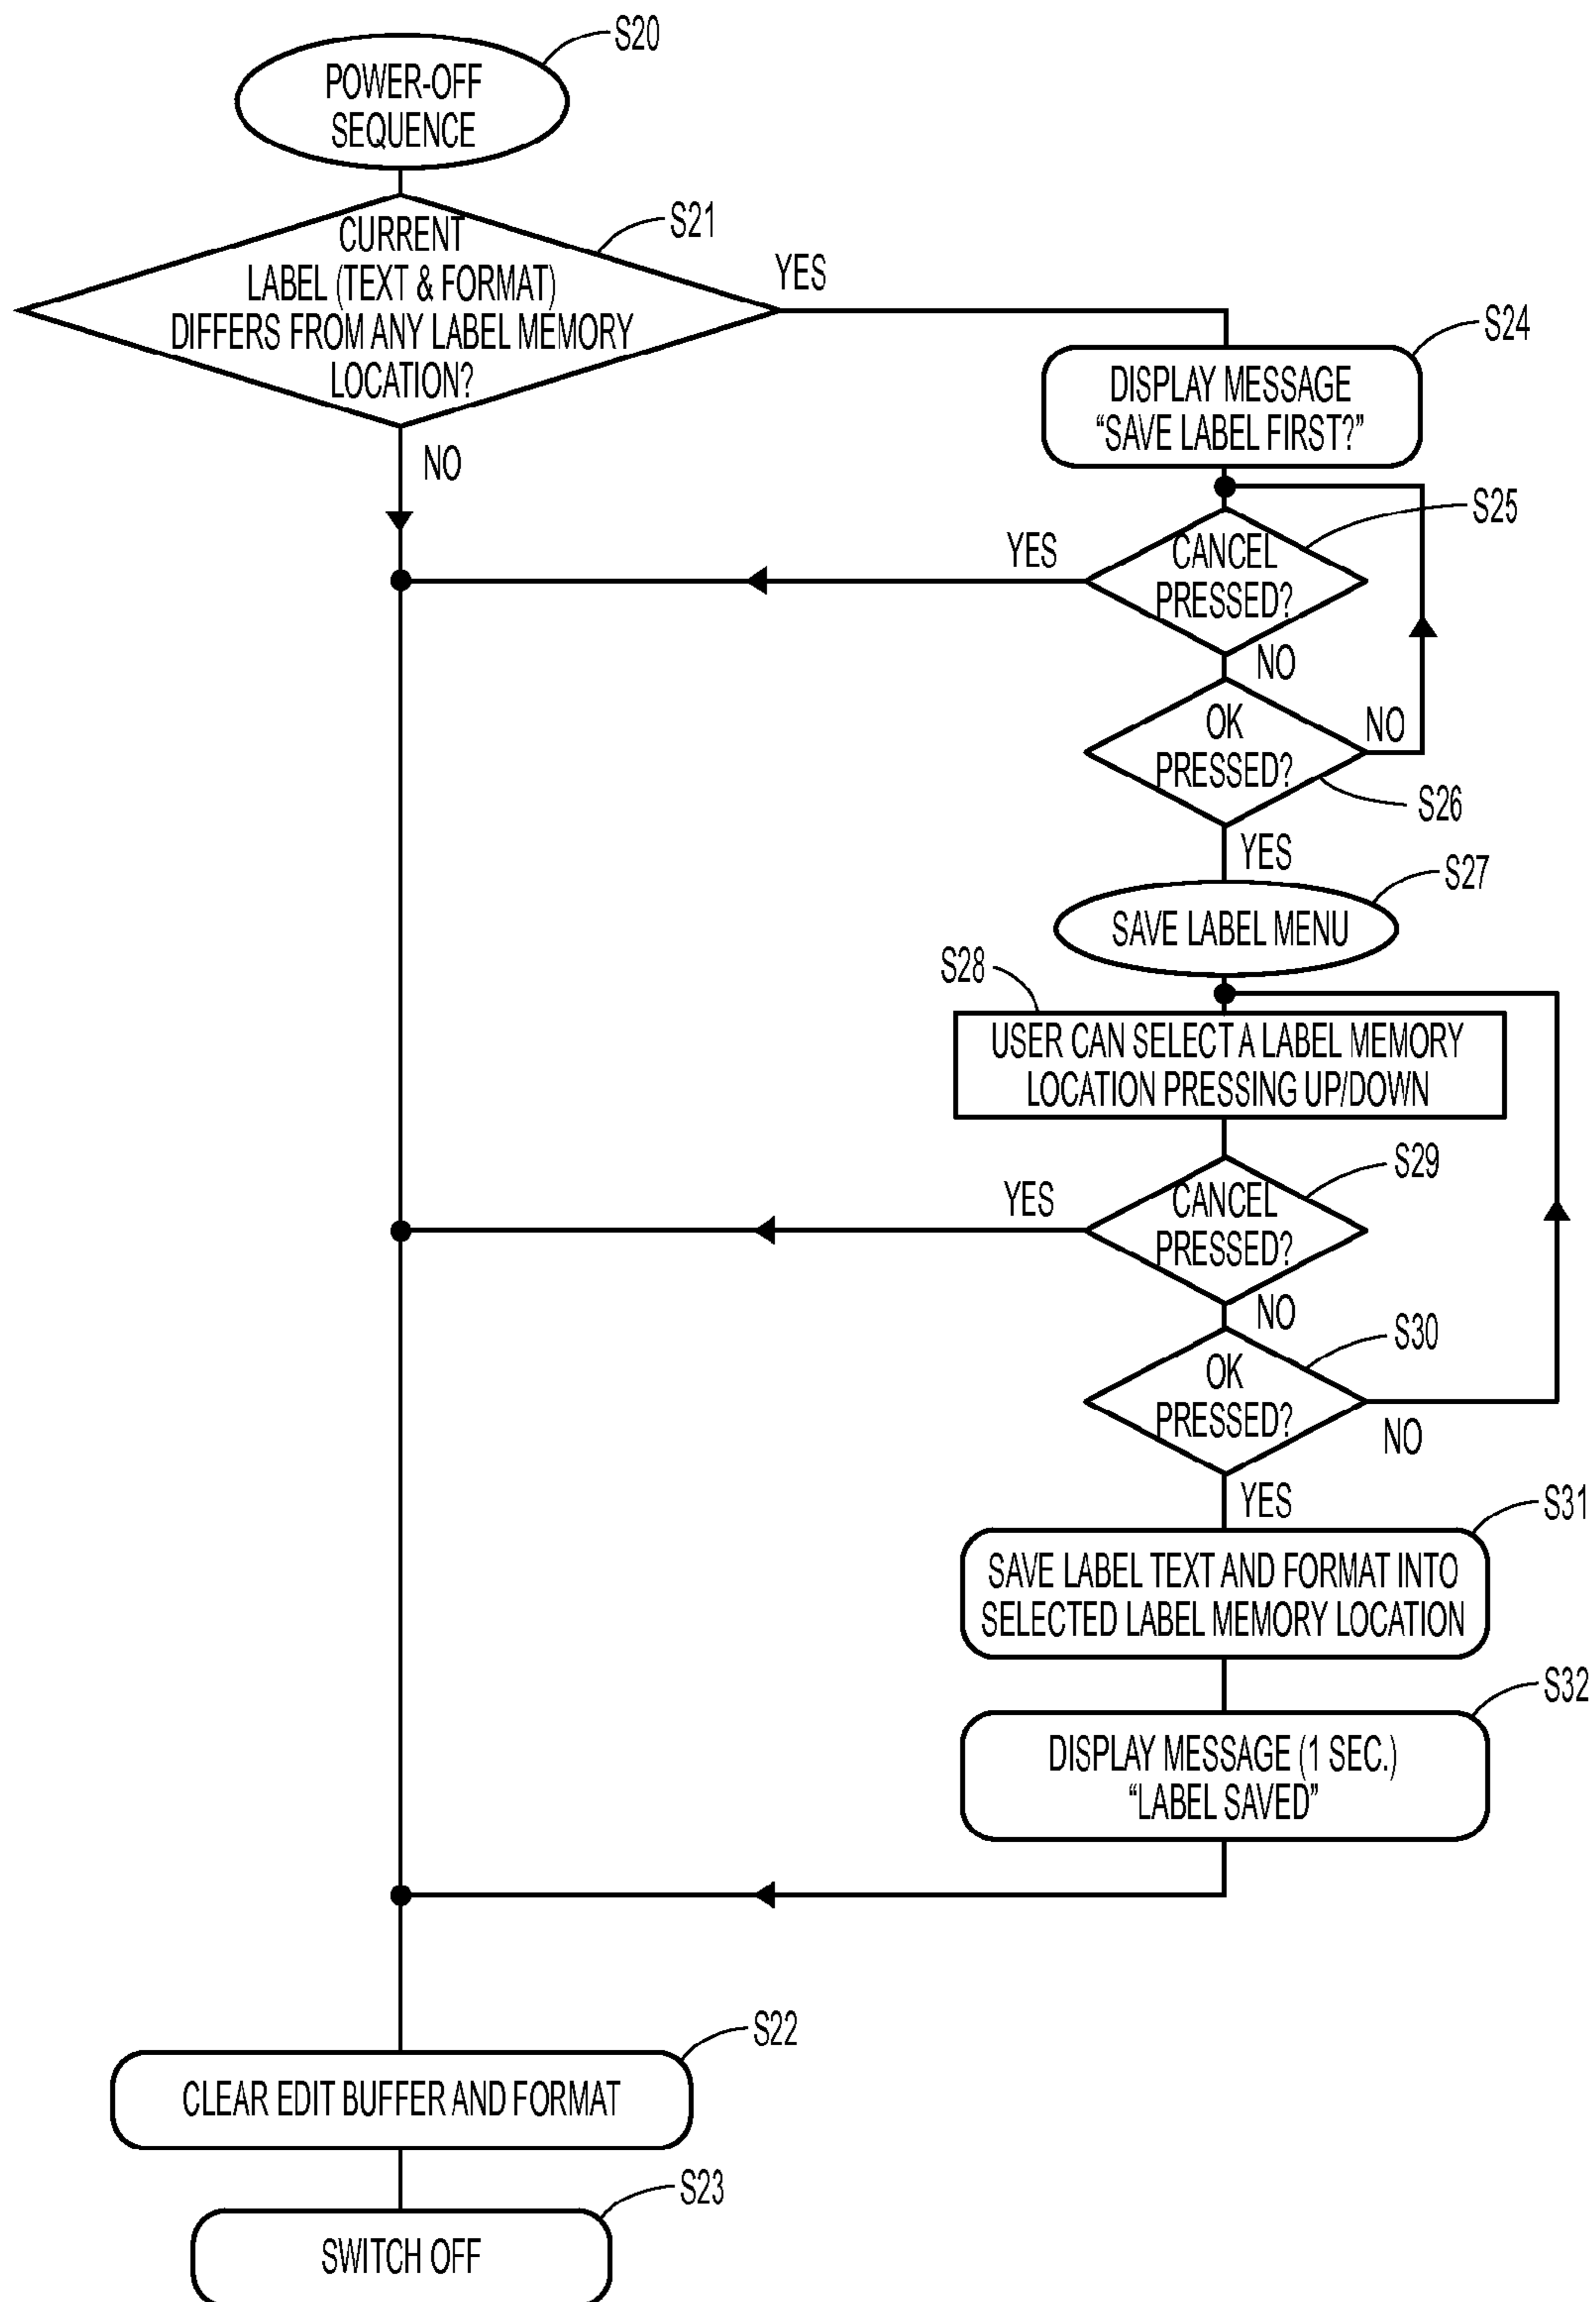 S20
POWER-OFF
SEQUENCE
S21
CURRENT
LABEL (TEXT & FORMAT)
DIFFERS FROM ANY LABEL MEMORY
LOCATION?
YES
NO
S24
DISPLAY MESSAGE
“SAVE LABEL FIRST?”
S25
YES
CANCEL
PRESSED?
NO
OK
PRESSED?
NO
S26
YES
S27
SAVE LABEL MENU
S28
USER CAN SELECT A LABEL MEMORY
LOCATION PRESSING UP/DOWN
S29
YES
CANCEL
PRESSED?
NO
S30
OK
PRESSED?
NO
YES
S31
SAVE LABEL TEXT AND FORMAT INTO
SELECTED LABEL MEMORY LOCATION
S32
DISPLAY MESSAGE (1 SEC.)
“LABEL SAVED”
S22
CLEAR EDIT BUFFER AND FORMAT
S23
SWITCH OFF